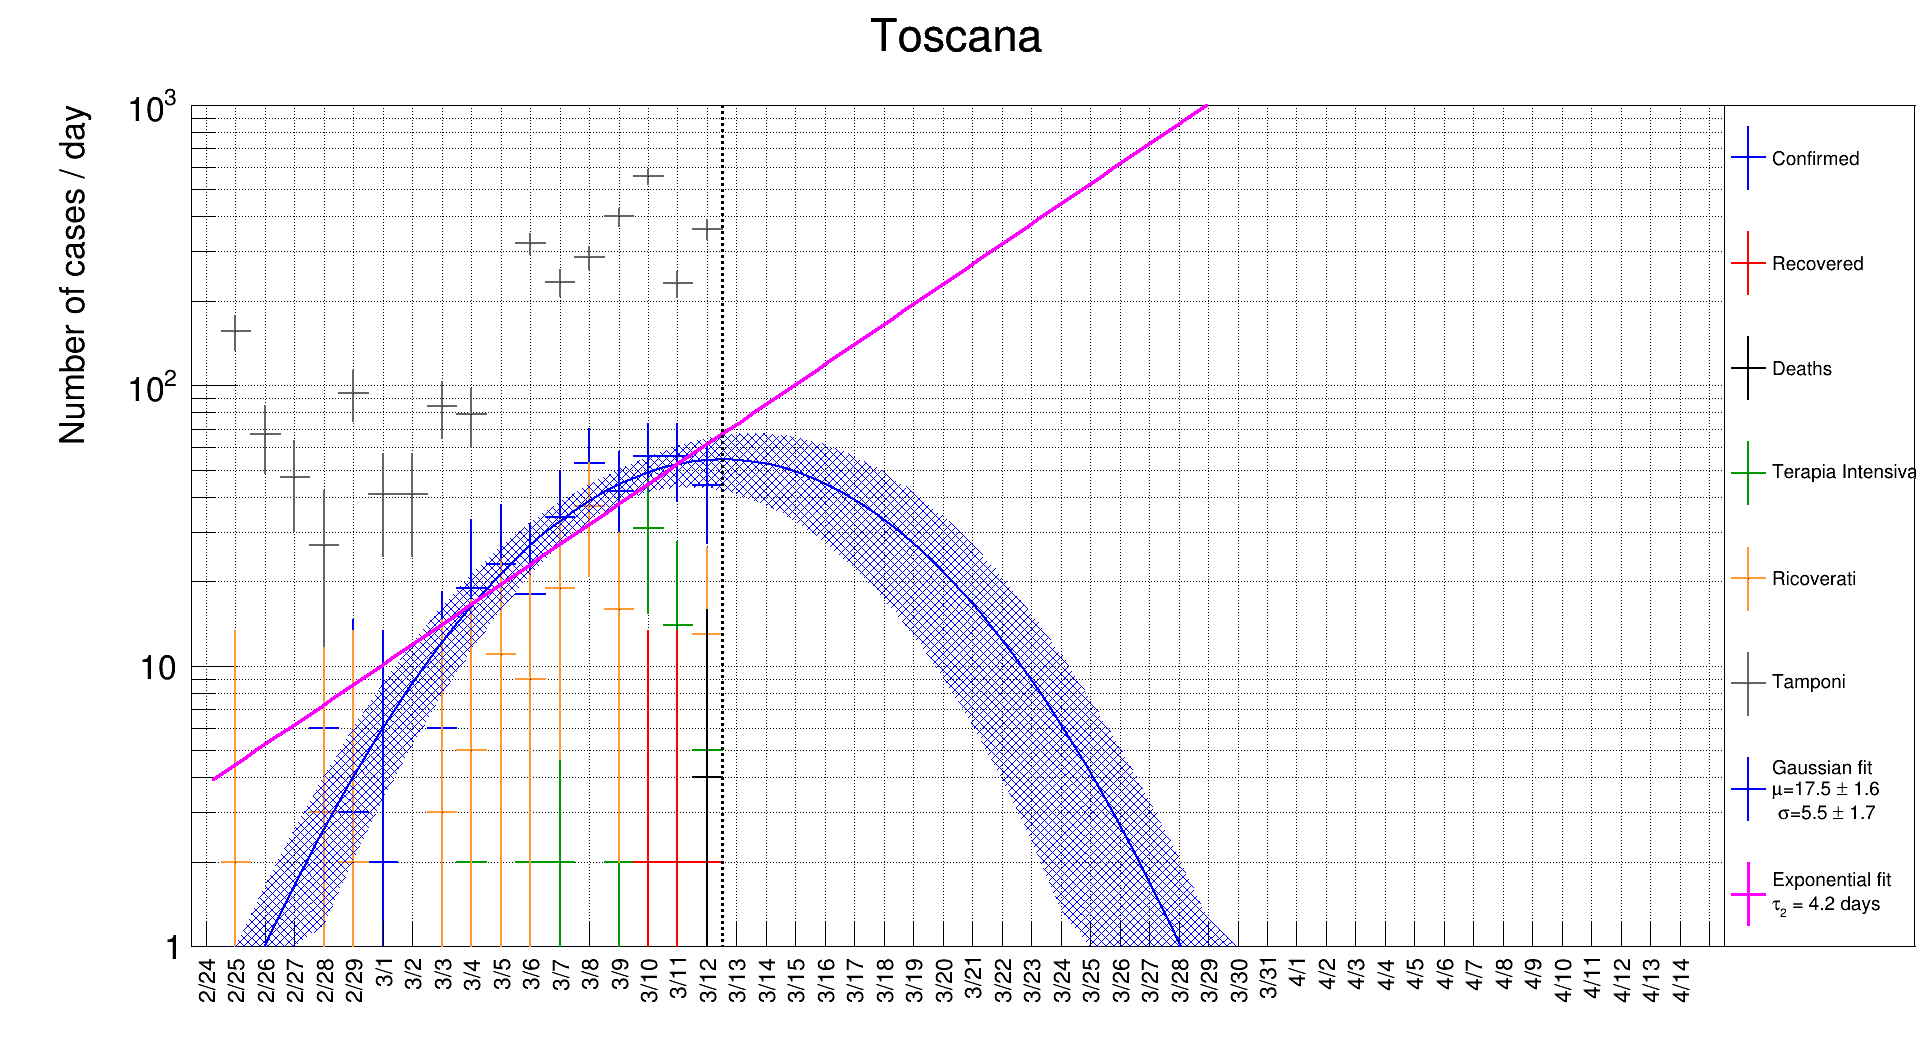 Toscana
Number of cases / day
10³
10²
10
1
2/24 2/25 2/26 2/27 2/28 2/29 3/1 3/2 3/3 3/4 3/5 3/6 3/7 3/8 3/9 3/10 3/11 3/12 3/13 3/14 3/15 3/16 3/17 3/18 3/19 3/20 3/21 3/22 3/23 3/24 3/25 3/26 3/27 3/28 3/29 3/30 3/31 4/1 4/2 4/3 4/4 4/5 4/6 4/7 4/8 4/9 4/10 4/11 4/12 4/13 4/14
Confirmed
Recovered
Deaths
Terapia Intensiva
Ricoverati
Tamponi
Gaussian fit
μ=17.5 ± 1.6
σ=5.5 ± 1.7
Exponential fit
τ₂ = 4.2 days